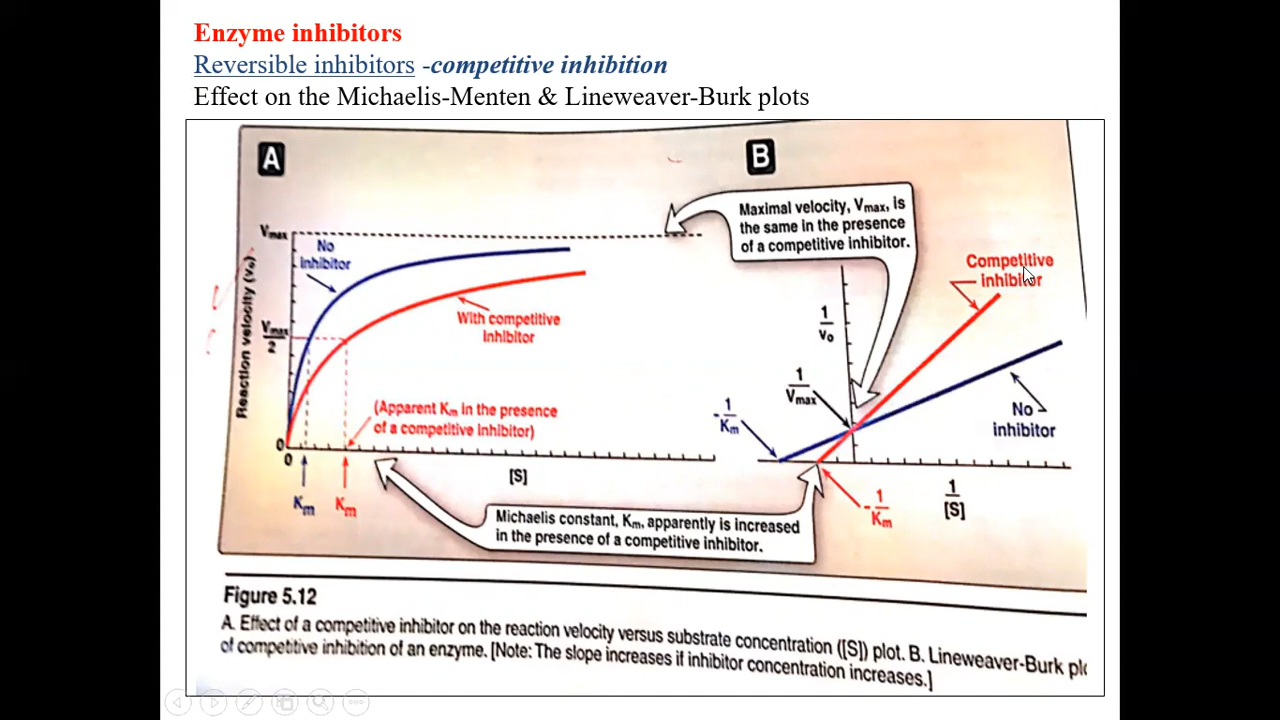 Enzyme inhibitors
Reversible inhibitors -competitive inhibition
Effect on the Michaelis-Menten & Lineweaver-Burk plots
A
B
Vmax
No
inhibitor
Vmax
2
Reaction velocity (vo)
With competitive
inhibitor
(Apparent Km in the presence
of a competitive inhibitor)
0
0
Km
Km
[S]
Maximal velocity, Vmax, is
the same in the presence
of a competitive inhibitor.
Competitive
inhibitor
1
vo
1
Vmax
- 1
Km
No
inhibitor
- 1
Km
1
[S]
Michaelis constant, Km, apparently is increased
in the presence of a competitive inhibitor.
Figure 5.12
A. Effect of a competitive inhibitor on the reaction velocity versus substrate concentration ([S]) plot. B. Lineweaver-Burk
of competitive inhibition of an enzyme. [Note: The slope increases if inhibitor concentration increases.]